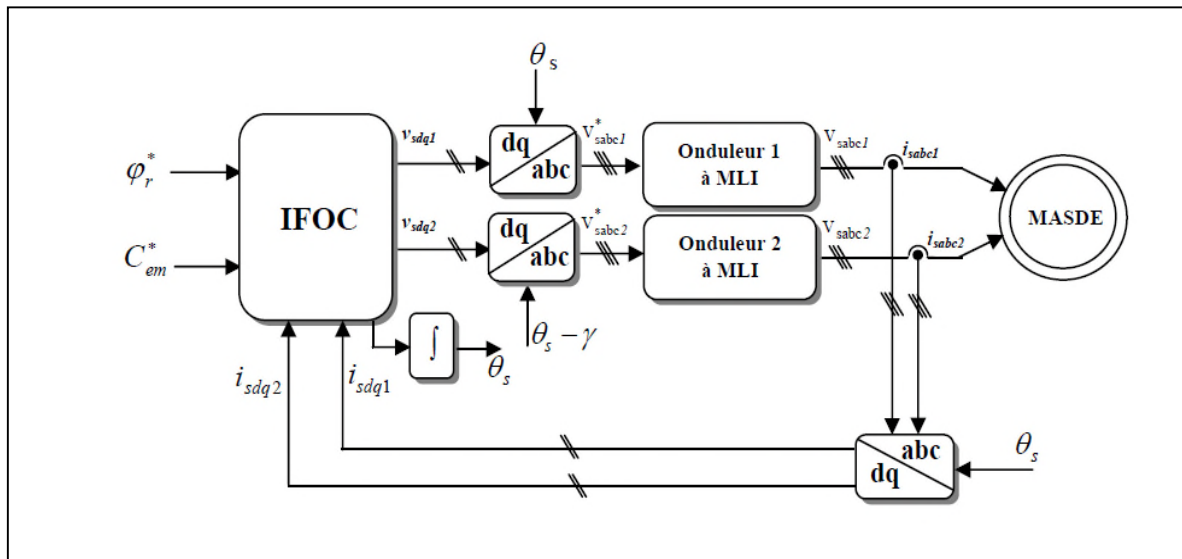 θs
φr*
Cem*
IFOC
vsdq1
dq
abc
V*sabc1
Onduleur 1
à MLI
Vsabc1
isabc1
MASDE
vsdq2
dq
abc
V*sabc2
Onduleur 2
à MLI
Vsabc2
isabc2
∫
θs
θs − γ
isdq2
isdq1
abc
dq
θs